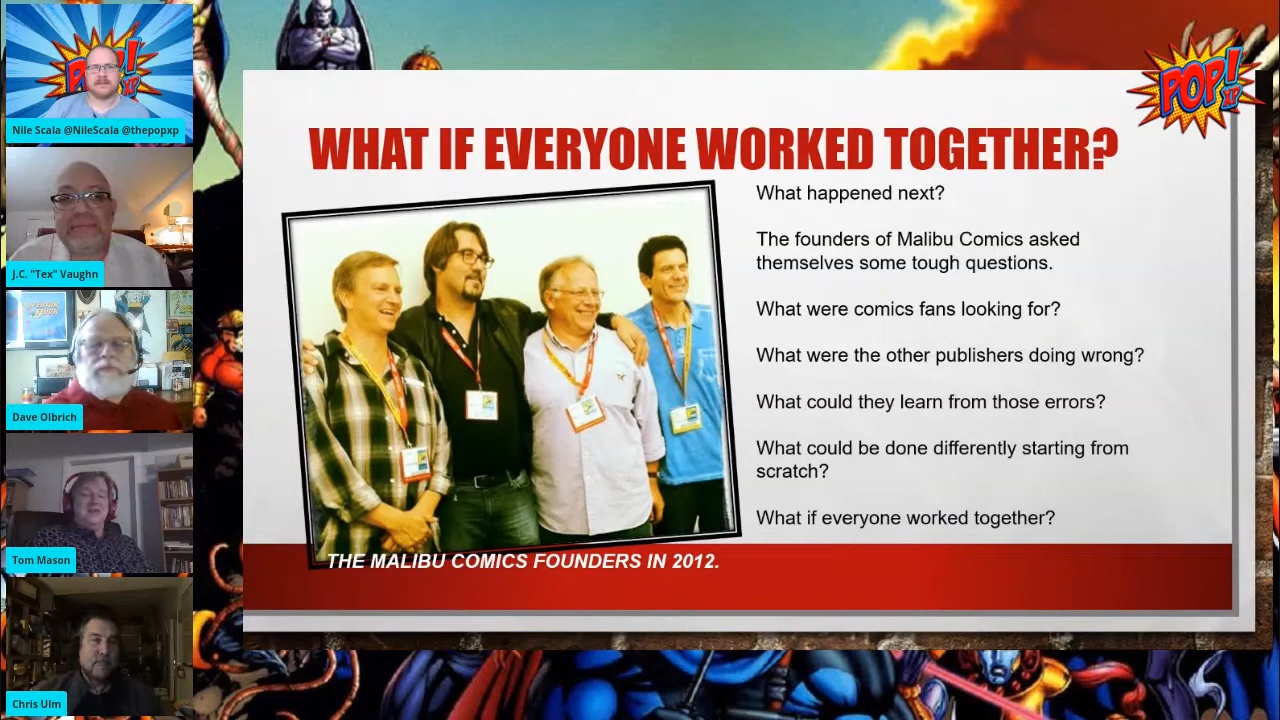 POP!
XP
Nile Scala @NileScala @thepopxp
J.C. "Tex" Vaughn
Dave Olbrich
Tom Mason
Chris Ulm
POP!
XP
WHAT IF EVERYONE WORKED TOGETHER?
What happened next?
The founders of Malibu Comics asked
themselves some tough questions.
What were comics fans looking for?
What were the other publishers doing wrong?
What could they learn from those errors?
What could be done differently starting from
scratch?
What if everyone worked together?
THE MALIBU COMICS FOUNDERS IN 2012.